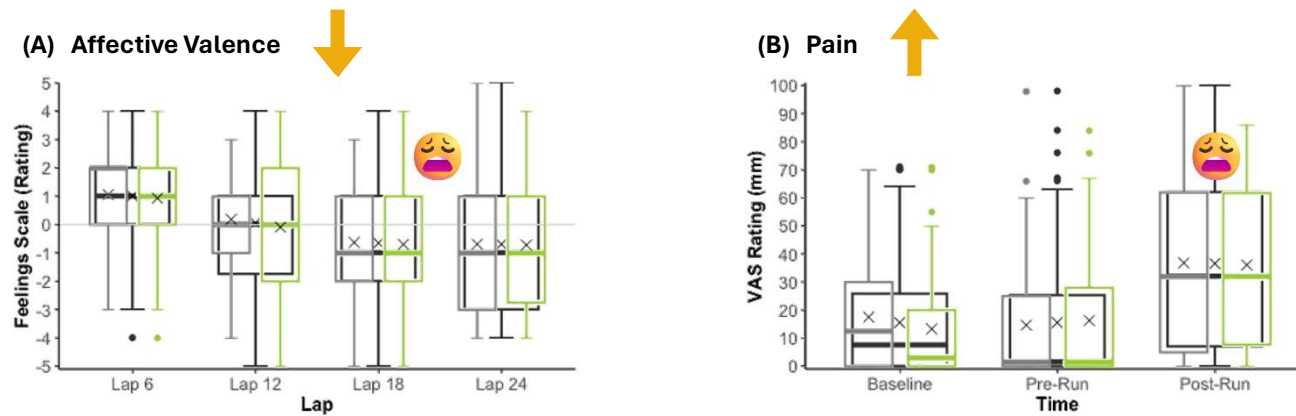 (A) Affective Valence
Feelings Scale (Rating)
5
4
3
2
1
0
-1
-2
-3
-4
-5
Lap 6 Lap 12 Lap 18 Lap 24
Lap
(B) Pain
VAS Rating (mm)
100
90
80
70
60
50
40
30
20
10
0
Baseline Pre-Run Post-Run
Time